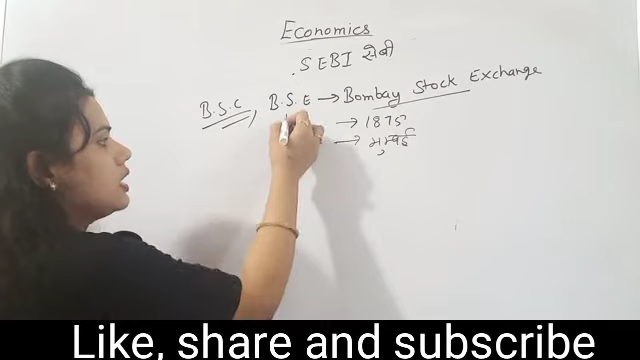 Economics
SEBI सेबी
B.S.C, B.S.E → Bombay Stock Exchange
→ 1875
→ मुम्बई
Like, share and subscribe